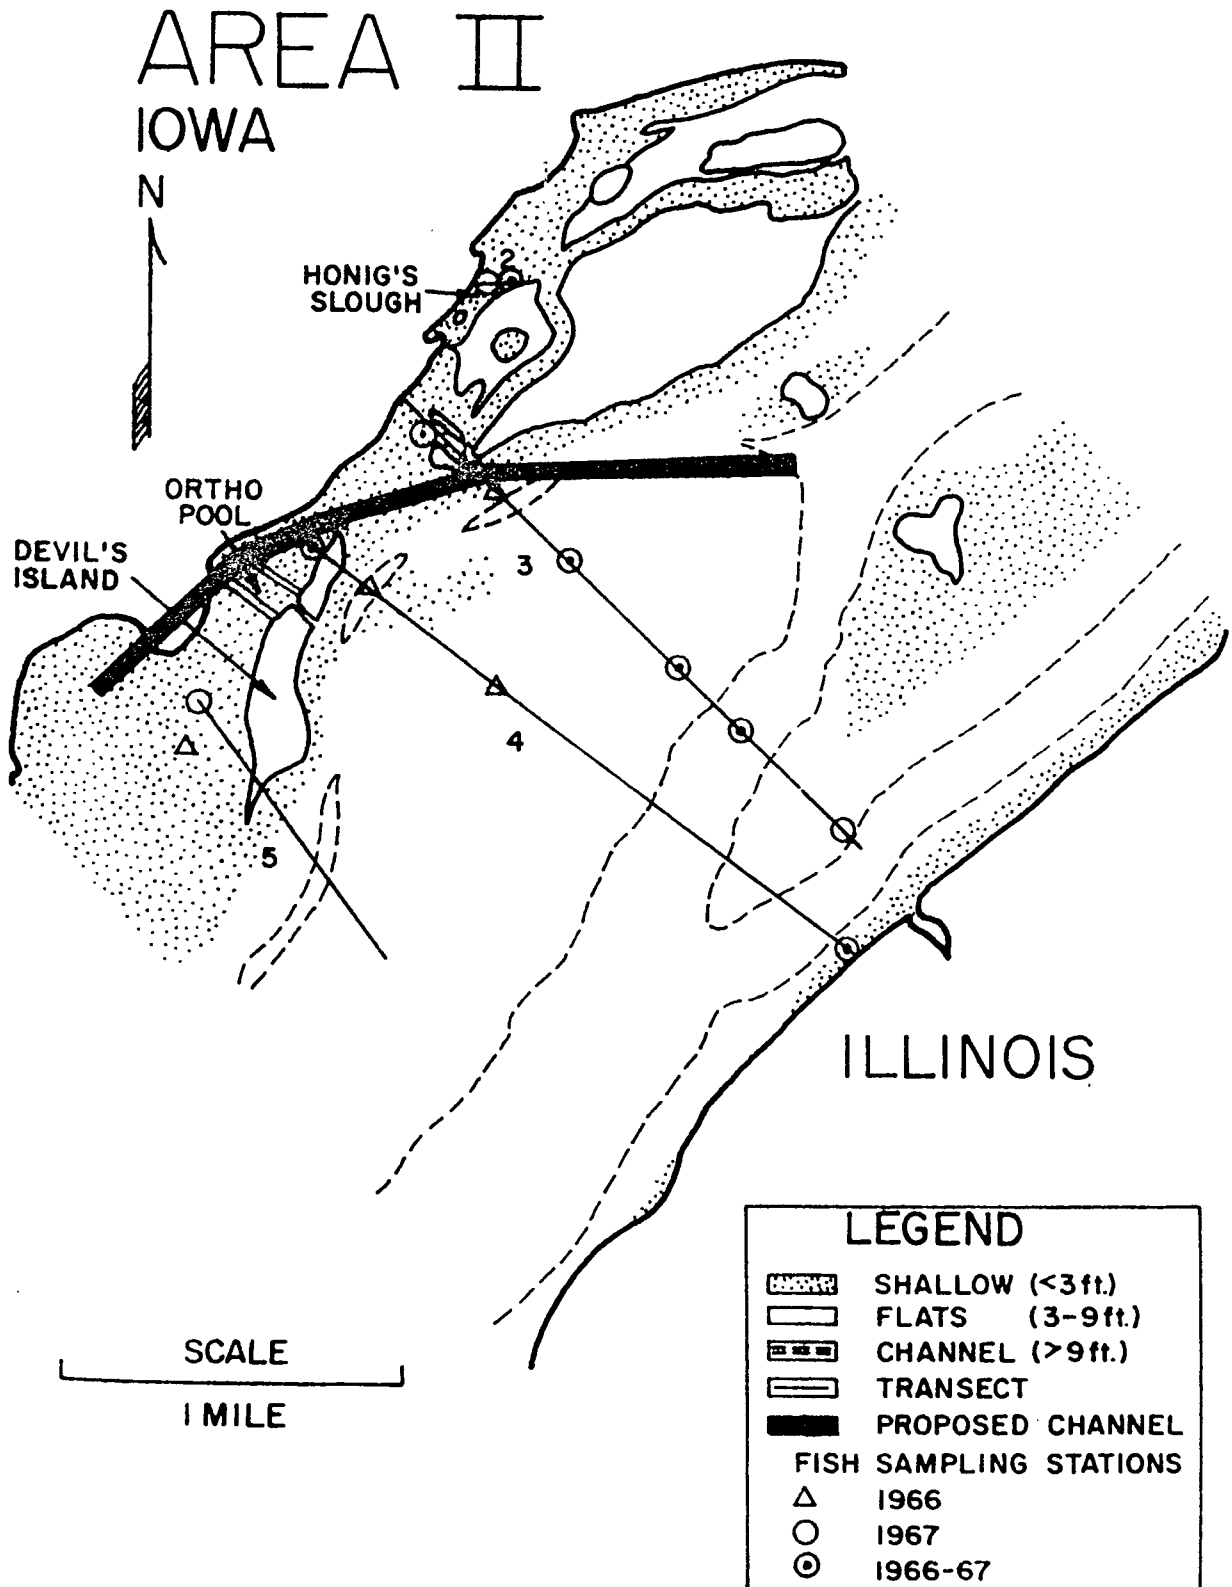 AREA II
IOWA
N
2
HONIG'S
SLOUGH
ORTHO
POOL
DEVIL'S
ISLAND
3
4
5
ILLINOIS
SCALE
1 MILE
LEGEND
SHALLOW (<3 ft.)
FLATS (3-9 ft.)
CHANNEL (>9 ft.)
TRANSECT
PROPOSED CHANNEL
FISH SAMPLING STATIONS
1966
1967
1966-67